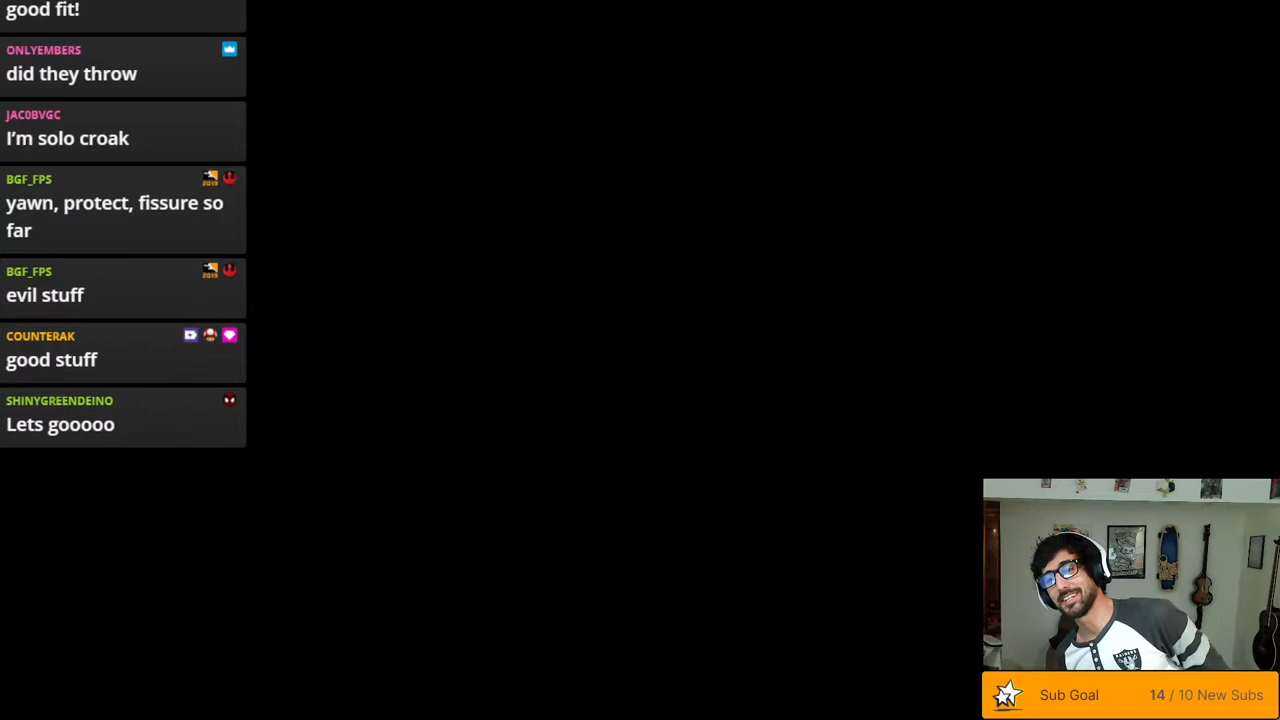 good fit!
ONLYEMBERS
did they throw
JAC0BVGC
I'm solo croak
BGF_FPS
yawn, protect, fissure so
far
BGF_FPS
evil stuff
COUNTERAK
good stuff
SHINYGREENDEINO
Lets gooooo
RAIDERS
Sub Goal
14 / 10 New Subs